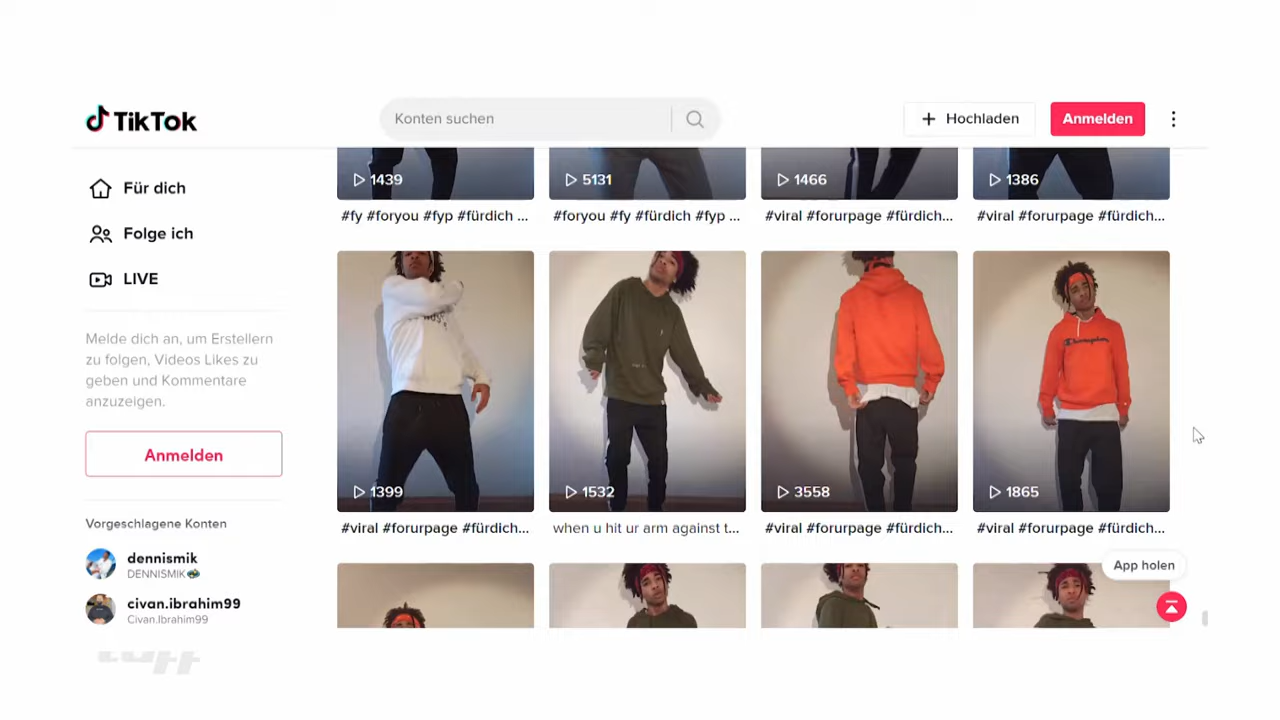 TikTok
Konten suchen
Hochladen
Anmelden
Für dich
Folge ich
LIVE
Melde dich an, um Erstellern
zu folgen, Videos Likes zu
geben und Kommentare
anzuzeigen.
Anmelden
Vorgeschlagene Konten
dennismik
DENNISMIK
civan.ibrahim99
Civan.Ibrahim99
1439
5131
1466
1386
#fy #foryou #fyp #fürdich ...
#foryou #fy #fürdich #fyp ...
#viral #forurpage #fürdich...
#viral #forurpage #fürdich...
Champion
1399
1532
3558
1865
#viral #forurpage #fürdich...
when u hit ur arm against t...
#viral #forurpage #fürdich...
#viral #forurpage #fürdich...
App holen